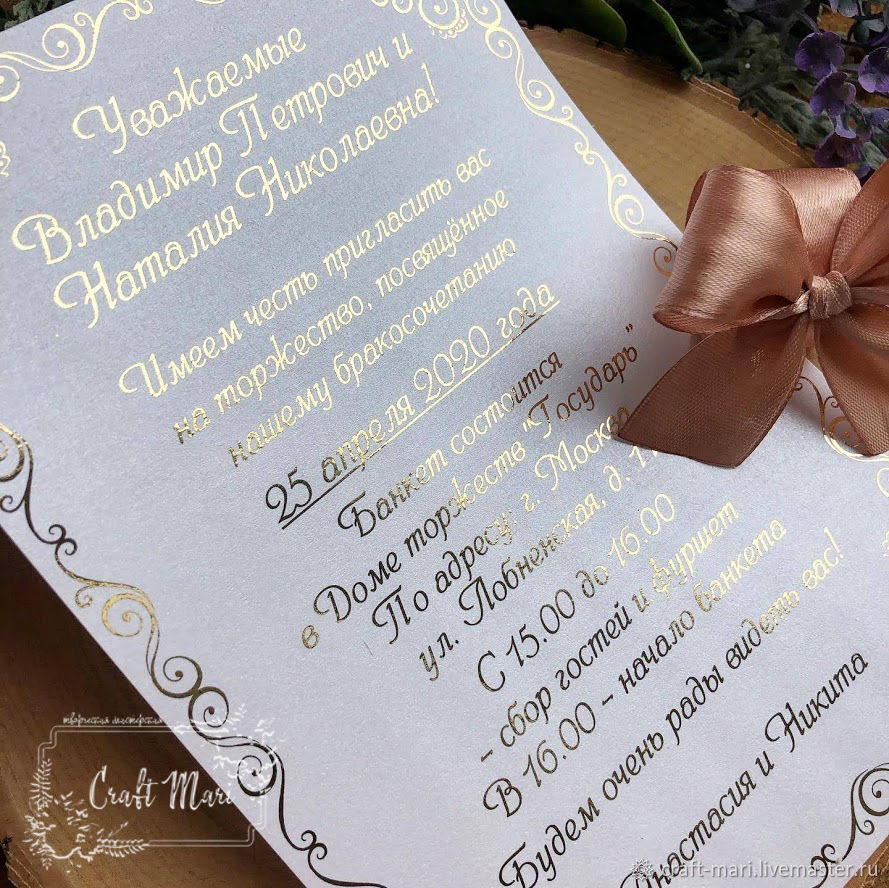 Уважаемые
Владимир Петрович и
Наталия Николаевна!
Имеем честь пригласить вас
на торжество, посвящённое
нашему бракосочетанию
25 апреля 2020 года
Банкет состоится
в Доме торжеств "Государь"
По адресу: г. Москва
ул. Лобненская, д.
С 15.00 до 16.00
- сбор гостей и фуршет
В 16.00 - начало банкета
Будем очень рады видеть вас!
Анастасия и Никита
творческая мастерская
Craft Mari
craft-mari.livemaster.ru